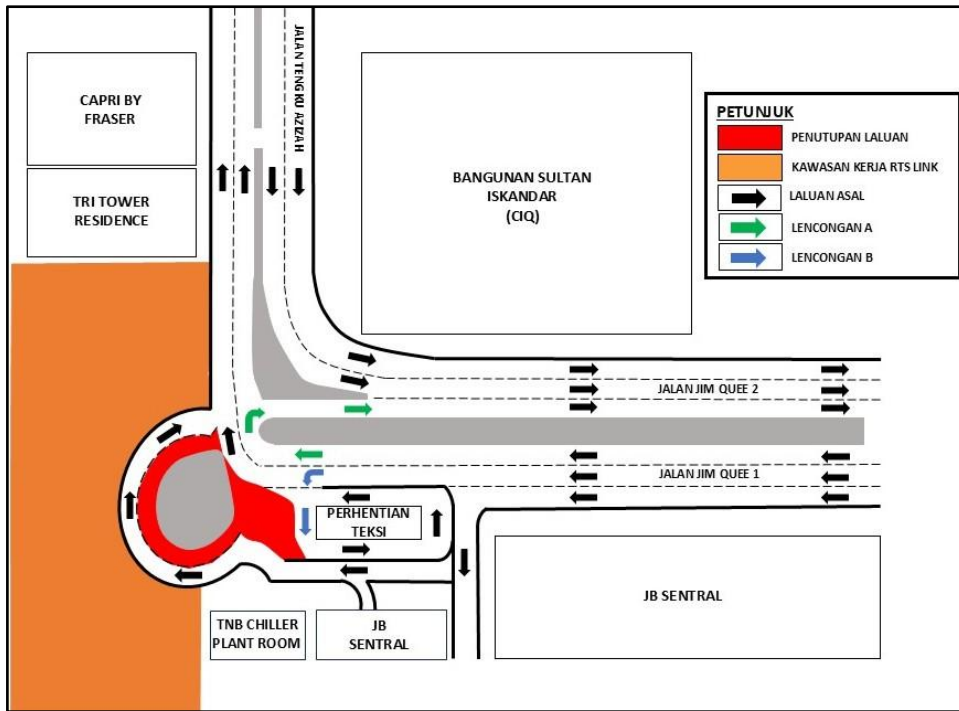 JALAN TENGKU AZIZAH
CAPRI BY
FRASER
TRI TOWER
RESIDENCE
BANGUNAN SULTAN
ISKANDAR
(CIQ)
PETUNJUK
PENUTUPAN LALUAN
KAWASAN KERJA RTS LINK
LALUAN ASAL
LENCONGAN A
LENCONGAN B
JALAN JIM QUEE 2
JALAN JIM QUEE 1
PERHENTIAN
TEKSI
TNB CHILLER
PLANT ROOM
JB
SENTRAL
JB SENTRAL